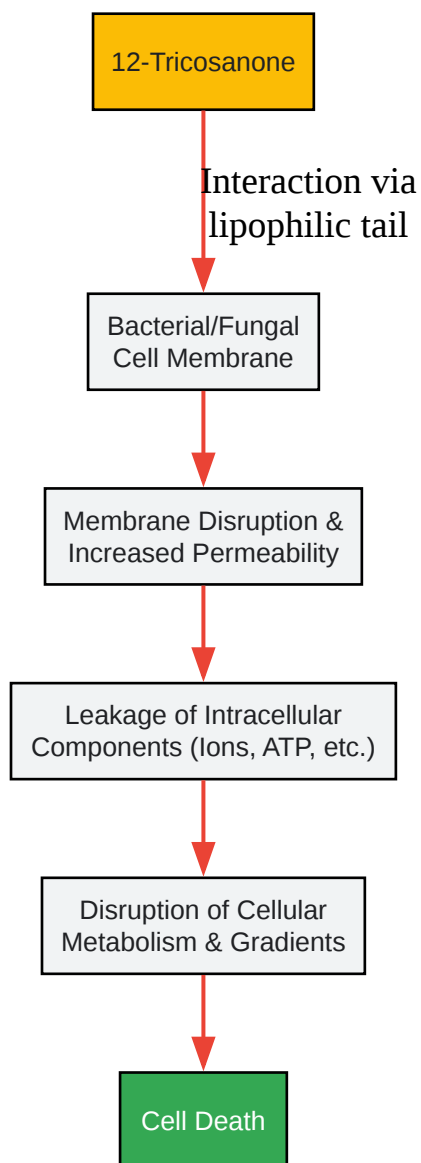 12-Tricosanone
Interaction via
lipophilic tail
Bacterial/Fungal
Cell Membrane
Membrane Disruption &
Increased Permeability
Leakage of Intracellular
Components (Ions, ATP, etc.)
Disruption of Cellular
Metabolism & Gradients
Cell Death